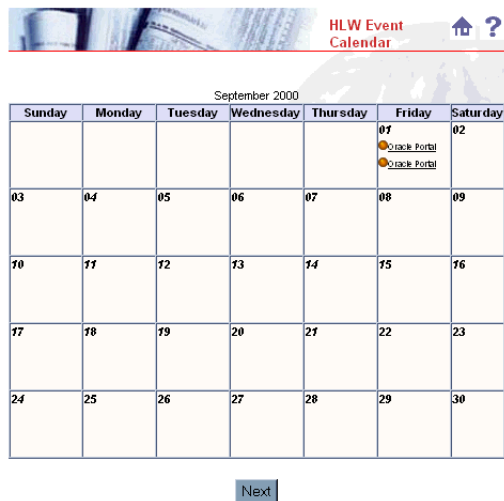 HLW Event
Calendar
?
September 2000
Sunday Monday Tuesday Wednesday Thursday Friday Saturday
01 02
Oracle Portal
Oracle Portal
03 04 05 06 07 08 09
10 11 12 13 14 15 16
17 18 19 20 21 22 23
24 25 26 27 28 29 30
Next